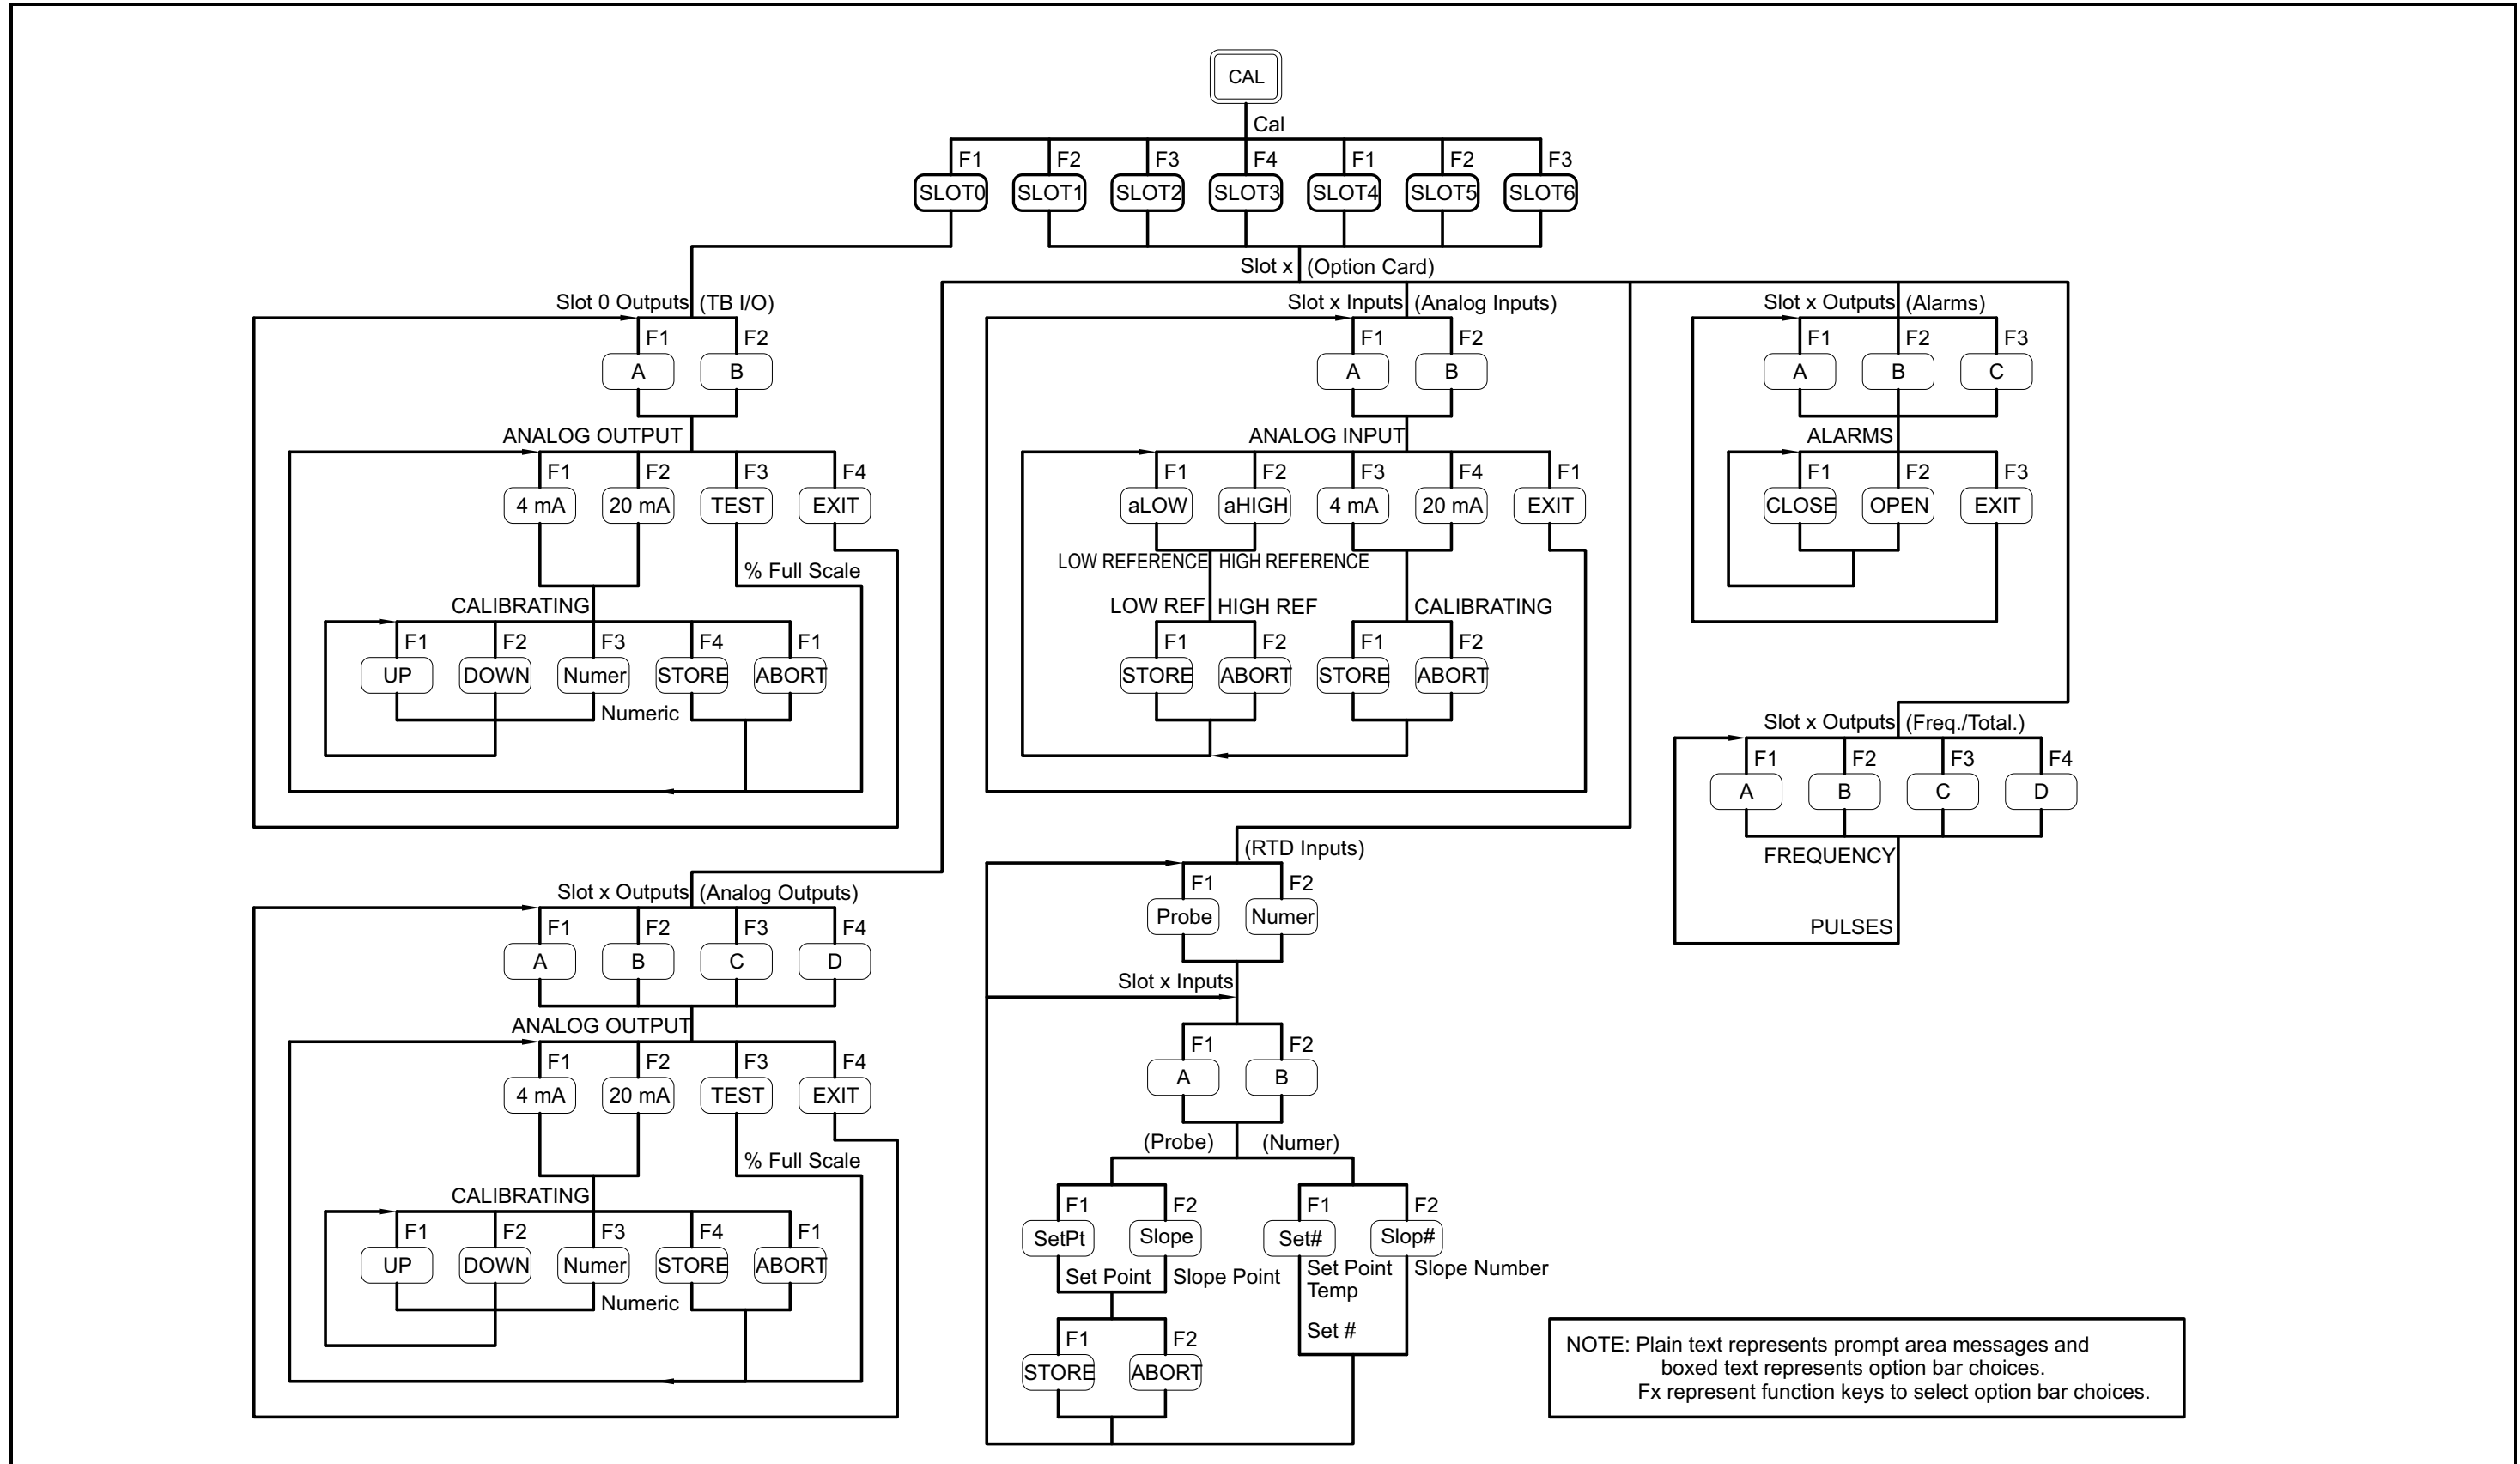 CAL
Cal
F1 F2 F3 F4 F1 F2 F3
SLOT0 SLOT1 SLOT2 SLOT3 SLOT4 SLOT5 SLOT6
Slot x (Option Card)
Slot 0 Outputs (TB I/O)
F1 F2
A B
ANALOG OUTPUT
F1 F2 F3 F4
4 mA 20 mA TEST EXIT
% Full Scale
CALIBRATING
F1 F2 F3 F4 F1
UP DOWN Numer STORE ABORT
Numeric
Slot x Outputs (Analog Outputs)
F1 F2 F3 F4
A B C D
ANALOG OUTPUT
F1 F2 F3 F4
4 mA 20 mA TEST EXIT
% Full Scale
CALIBRATING
F1 F2 F3 F4 F1
UP DOWN Numer STORE ABORT
Numeric
Slot x Inputs (Analog Inputs)
F1 F2
A B
ANALOG INPUT
F1 F2 F3 F4 F1
aLOW aHIGH 4 mA 20 mA EXIT
LOW REFERENCE HIGH REFERENCE
LOW REF HIGH REF CALIBRATING
F1 F2 F1 F2
STORE ABORT STORE ABORT
(RTD Inputs)
F1 F2
Probe Numer
Slot x Inputs
F1 F2
A B
(Probe) (Numer)
F1 F2 F1 F2
SetPt Slope Set# Slop#
Set Point Slope Point Set Point Slope Number
Temp
Set #
F1 F2
STORE ABORT
Slot x Outputs (Alarms)
F1 F2 F3
A B C
ALARMS
F1 F2 F3
CLOSE OPEN EXIT
Slot x Outputs (Freq./Total.)
F1 F2 F3 F4
A B C D
FREQUENCY
PULSES
NOTE: Plain text represents prompt area messages and
boxed text represents option bar choices.
Fx represent function keys to select option bar choices.